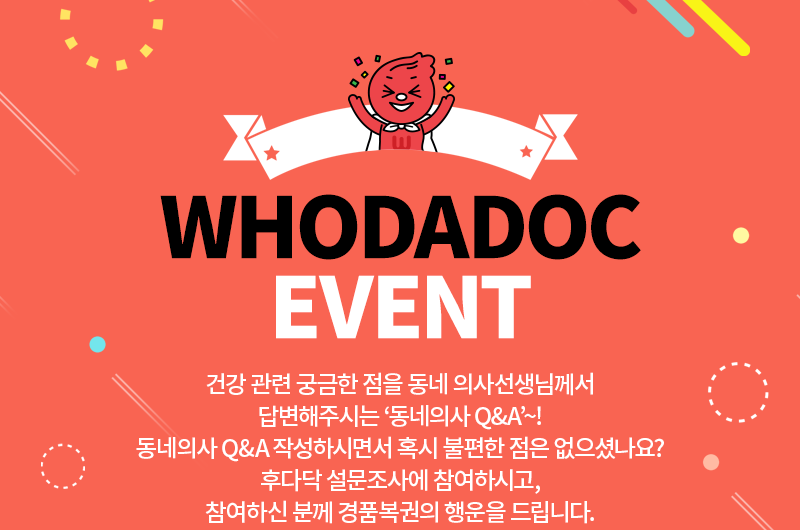 W
WHODADOC
EVENT
건강 관련 궁금한 점을 동네 의사선생님께서
답변해주시는 ‘동네의사 Q&A’~!
동네의사 Q&A 작성하시면서 혹시 불편한 점은 없으셨나요?
후다닥 설문조사에 참여하시고,
참여하신 분께 경품복권의 행운을 드립니다.